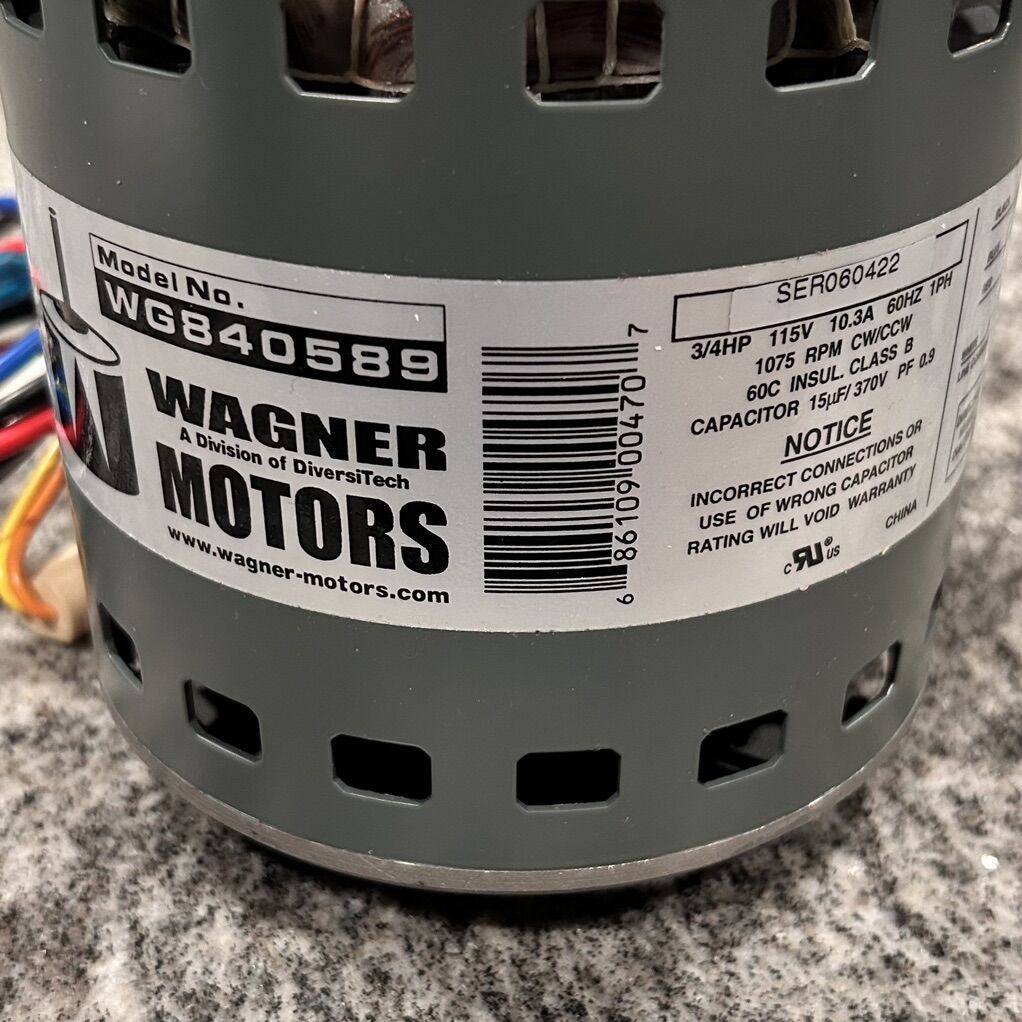 Model No.
WG840589
WAGNER
A Division of DiversiTech
MOTORS
www.wagner-motors.com
6 86109 00470 7
SER060422
3/4HP 115V 10.3A 60HZ 1PH
1075 RPM CW/CCW
60C INSUL. CLASS B
CAPACITOR 15µF/370V PF 0.9
NOTICE
INCORRECT CONNECTIONS OR
USE OF WRONG CAPACITOR
RATING WILL VOID WARRANTY
CHINA
c RU® US